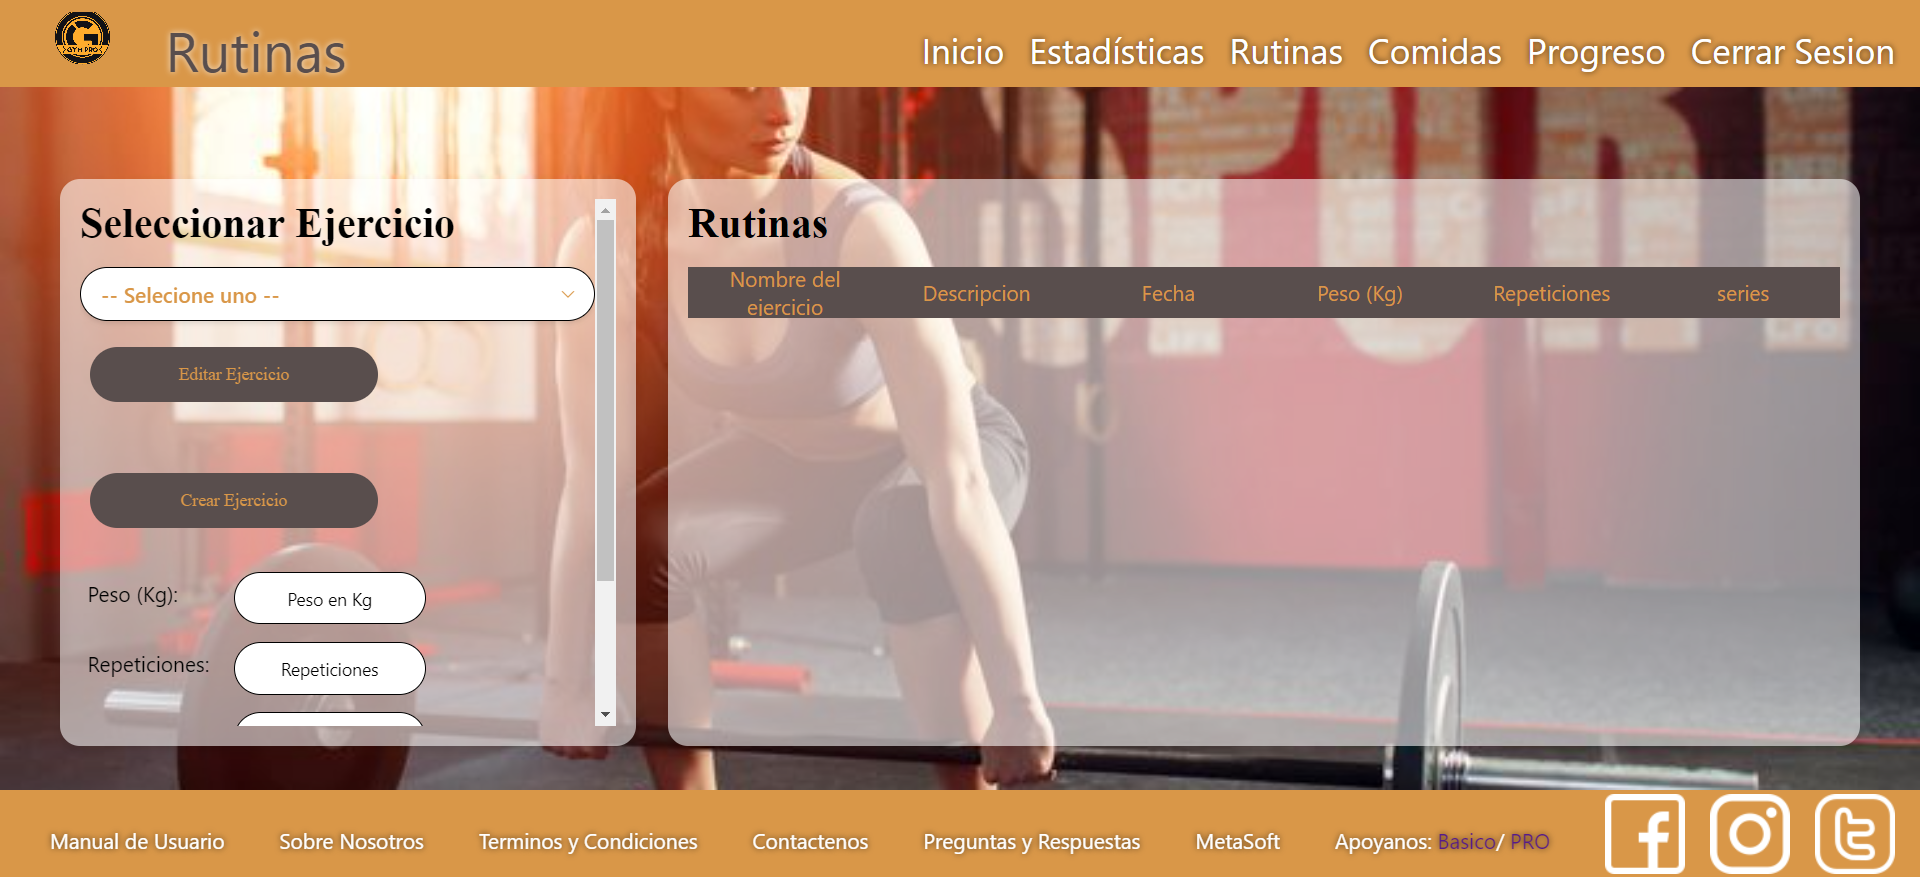 GYM PRO
Rutinas
Inicio Estadísticas Rutinas Comidas Progreso Cerrar Sesion
Seleccionar Ejercicio
-- Selecione uno --
Editar Ejercicio
Crear Ejercicio
Peso (Kg): Peso en Kg
Repeticiones: Repeticiones
Rutinas
Nombre del ejercicio Descripcion Fecha Peso (Kg) Repeticiones series
Manual de Usuario Sobre Nosotros Terminos y Condiciones Contactenos Preguntas y Respuestas MetaSoft Apoyanos: Basico/ PRO